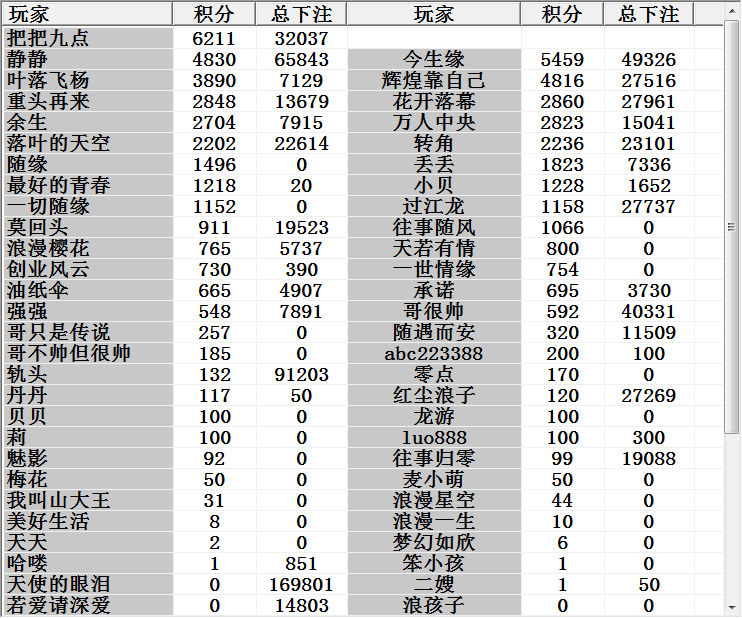 玩家 积分 总下注 玩家 积分 总下注
把把九点 6211 32037
静静 4830 65843 今生缘 5459 49326
叶落飞杨 3890 7129 辉煌靠自己 4816 27516
重头再来 2848 13679 花开落幕 2860 27961
余生 2704 7915 万人中央 2823 15041
落叶的天空 2202 22614 转角 2236 23101
随缘 1496 0 丢丢 1823 7336
最好的青春 1218 20 小贝 1228 1652
一切随缘 1152 0 过江龙 1158 27737
莫回头 911 19523 往事随风 1066 0
浪漫樱花 765 5737 天若有情 800 0
创业风云 730 390 一世情缘 754 0
油纸伞 665 4907 承诺 695 3730
强强 548 7891 哥很帅 592 40331
哥只是传说 257 0 随遇而安 320 11509
哥不帅但很帅 185 0 abc223388 200 100
轨头 132 91203 零点 170 0
丹丹 117 50 红尘浪子 120 27269
贝贝 100 0 龙游 100 0
莉 100 0 luo888 100 300
魅影 92 0 往事归零 99 19088
梅花 50 0 麦小萌 50 0
我叫山大王 31 0 浪漫星空 44 0
美好生活 8 0 浪漫一生 10 0
天天 2 0 梦幻如欣 6 0
哈喽 1 851 笨小孩 1 0
天使的眼泪 0 169801 二嫂 1 50
若爱请深爱 0 14803 浪孩子 0 0